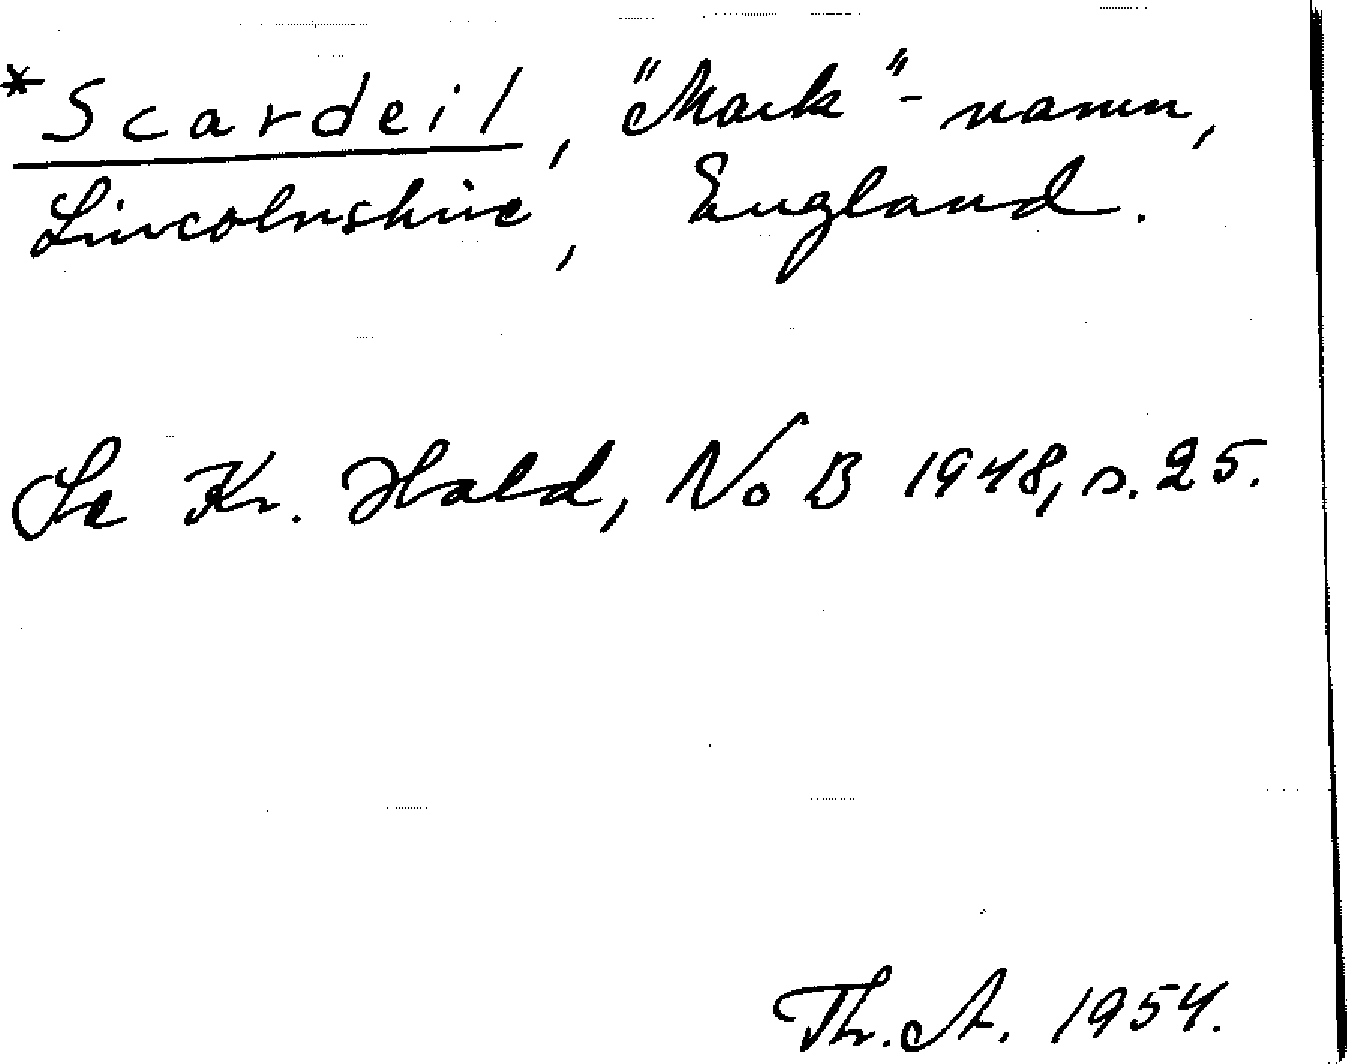 *Scardeil, "Mark"-namn,
Lincolnshire, England.
Se Kr. Hald, NoB 1948, s. 25.
Th. A. 1954.